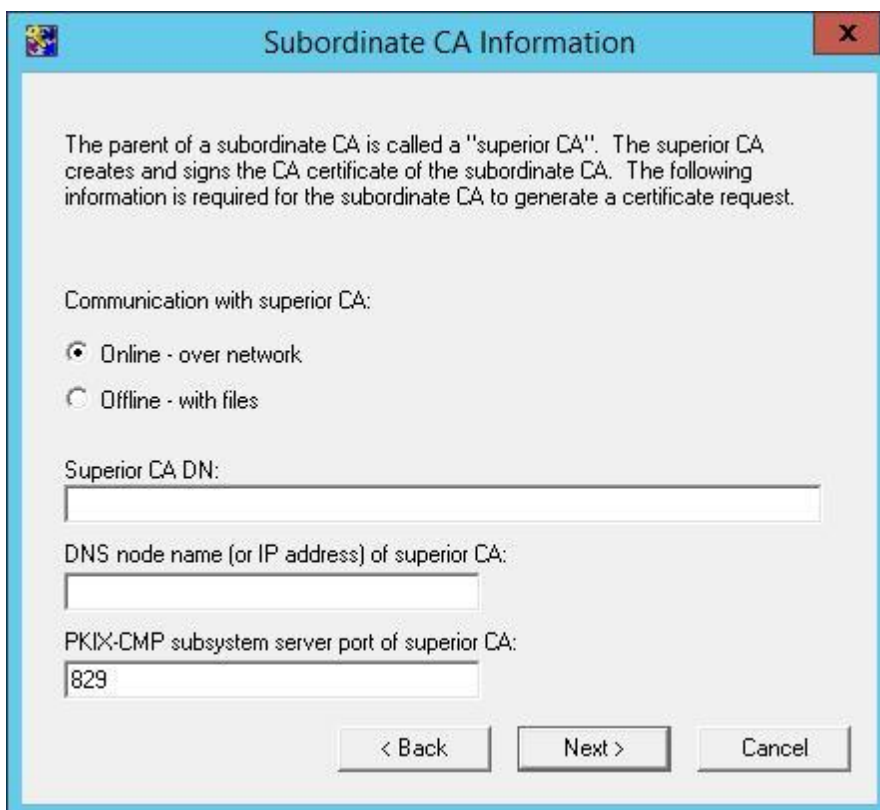 Subordinate CA Information
x
The parent of a subordinate CA is called a "superior CA". The superior CA
creates and signs the CA certificate of the subordinate CA. The following
information is required for the subordinate CA to generate a certificate request.
Communication with superior CA:
Online - over network
Offline - with files
Superior CA DN:
DNS node name (or IP address) of superior CA:
PKIX-CMP subsystem server port of superior CA:
829
< Back Next > Cancel